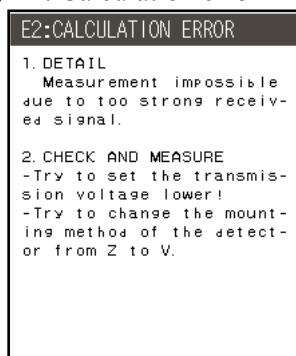 E2:CALCULATION ERROR
1. DETAIL
Measurement impossible
due to too strong receiv-
ed signal.
2. CHECK AND MEASURE
-Try to set the transmis-
sion voltage lower!
-Try to change the mount-
ing method of the detect-
or from Z to V.